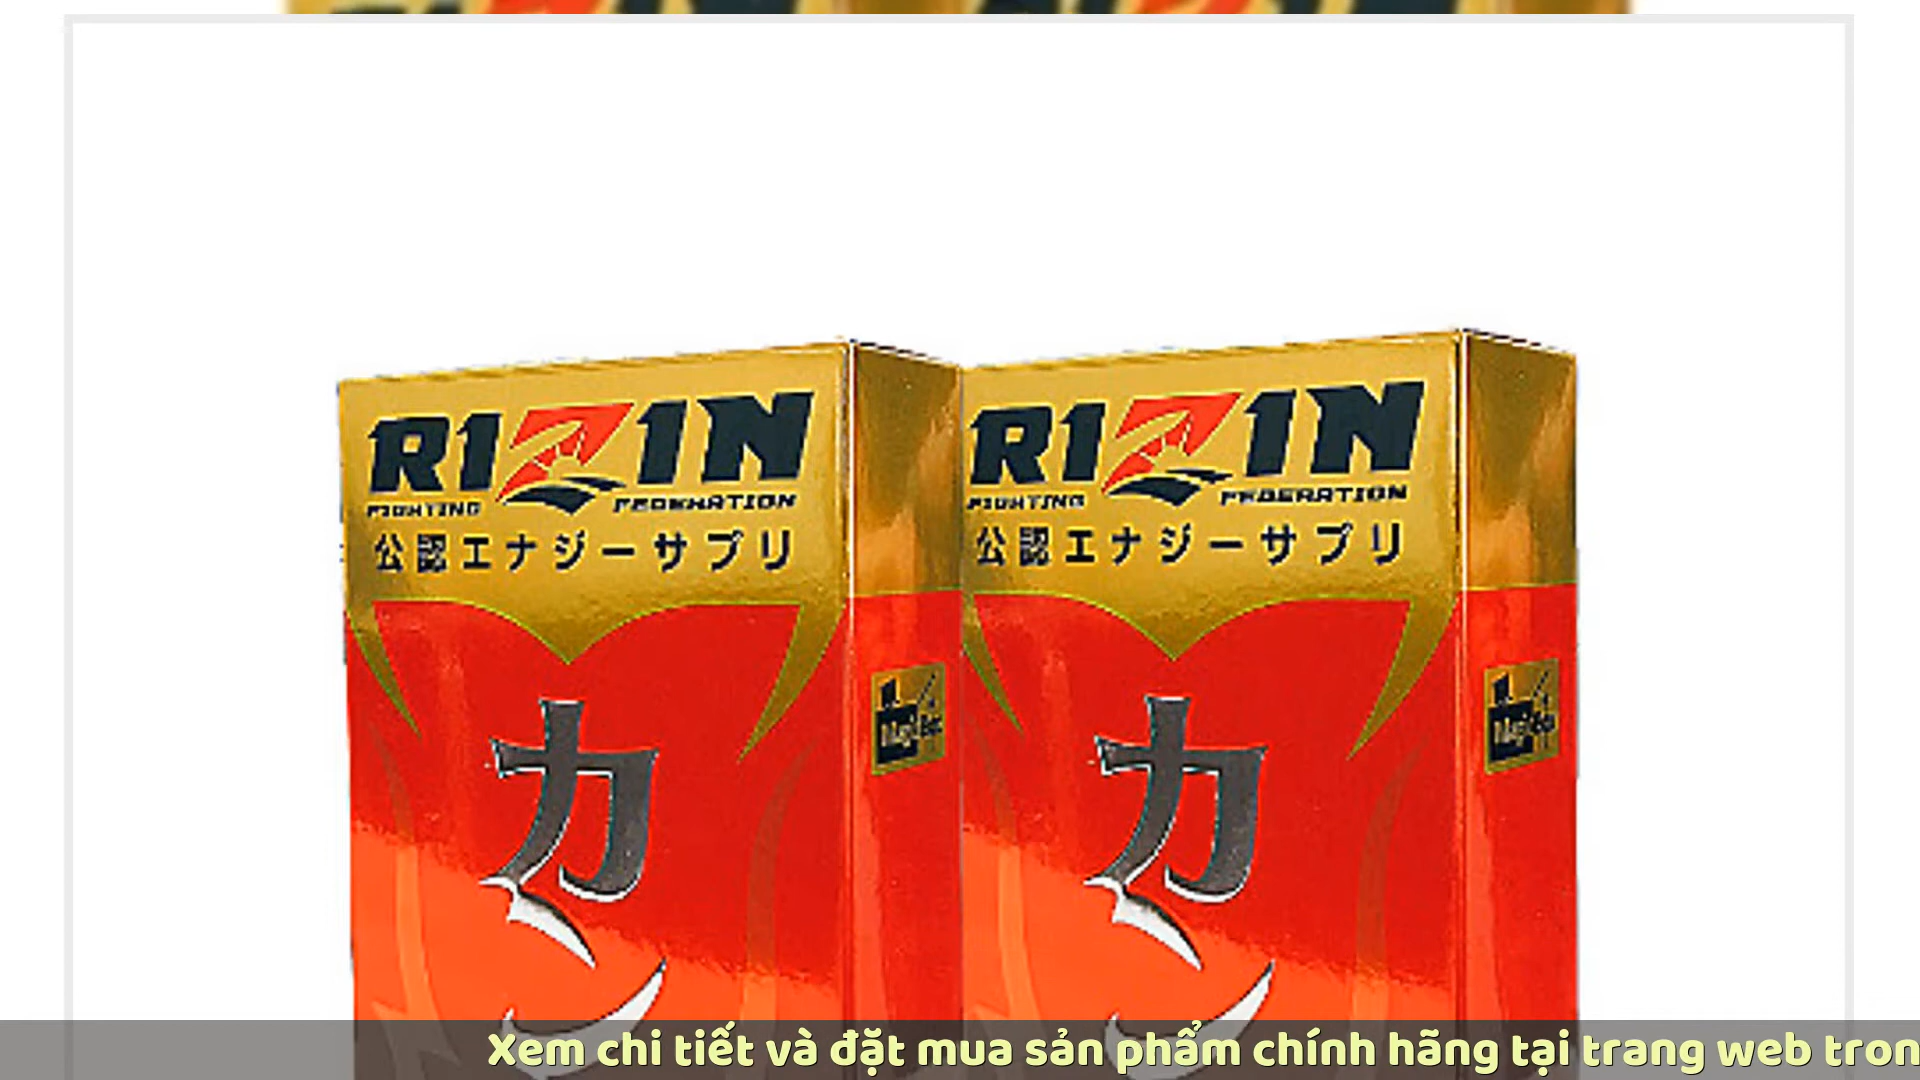 RIZIN
FIGHTING FEDERATION
公認エナジーサプリ
力
RIZIN
FIGHTING FEDERATION
公認エナジーサプリ
力
Xem chi tiết và đặt mua sản phẩm chính hãng tại trang web tron